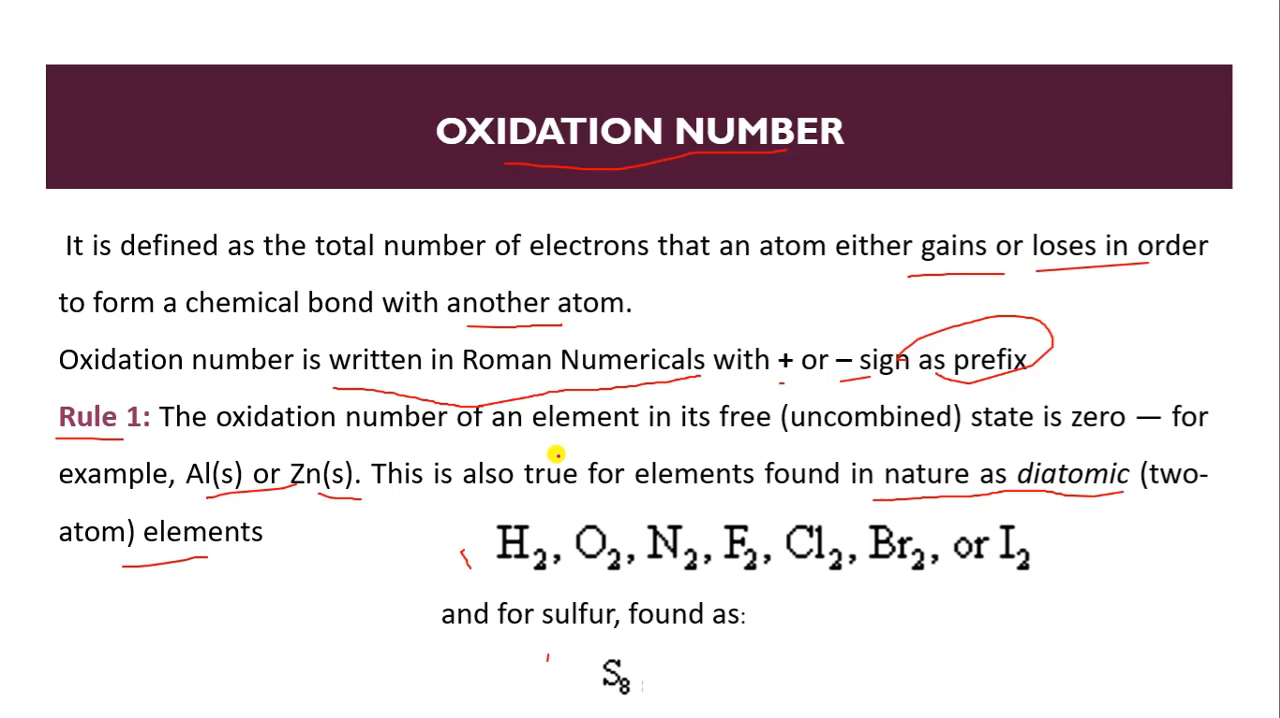 OXIDATION NUMBER
It is defined as the total number of electrons that an atom either gains or loses in order
to form a chemical bond with another atom.
Oxidation number is written in Roman Numericals with + or – sign as prefix
Rule 1: The oxidation number of an element in its free (uncombined) state is zero — for
example, Al(s) or Zn(s). This is also true for elements found in nature as diatomic (two-
atom) elements
H₂, O₂, N₂, F₂, Cl₂, Br₂, or I₂
and for sulfur, found as:
S₈